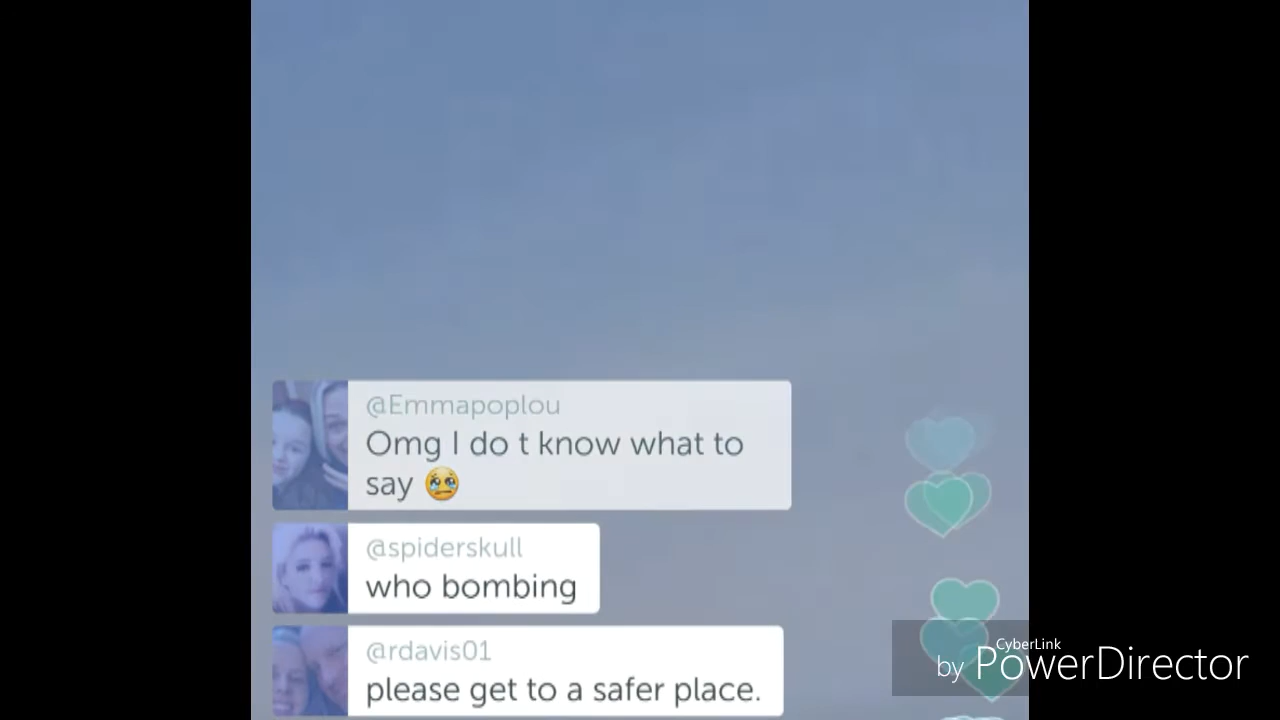 @Emmapoplou
Omg I do t know what to
say 😢
@spiderskull
who bombing
@rdavis01
please get to a safer place.
CyberLink
by PowerDirector